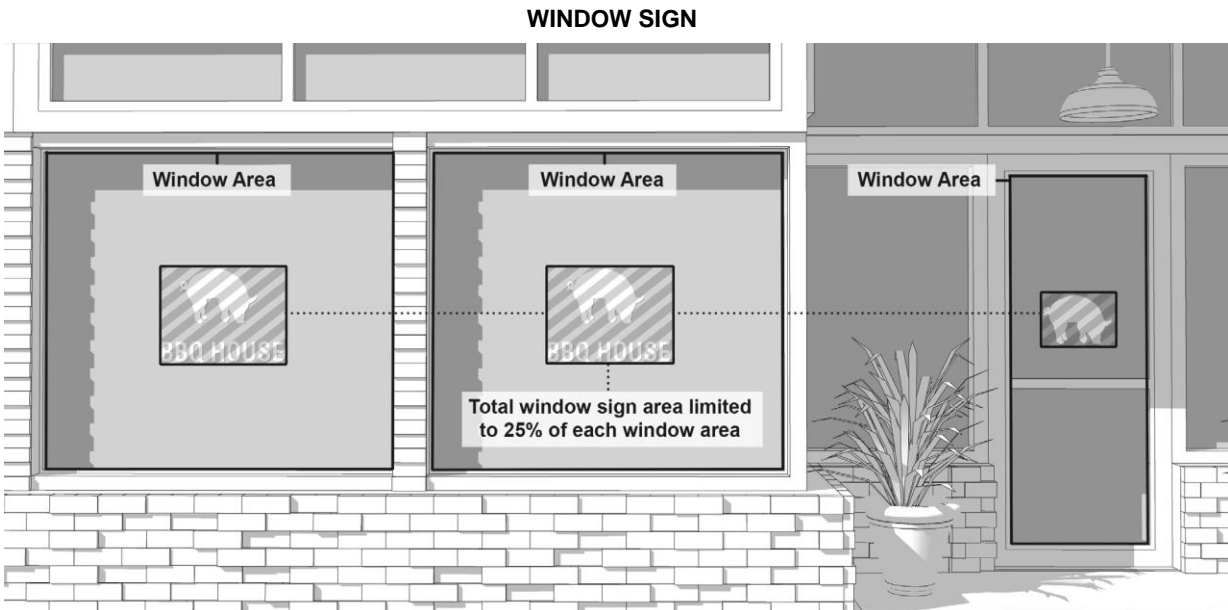 WINDOW SIGN
Window Area
Window Area
Window Area
BBQ HOUSE
BBQ HOUSE
Total window sign area limited
to 25% of each window area